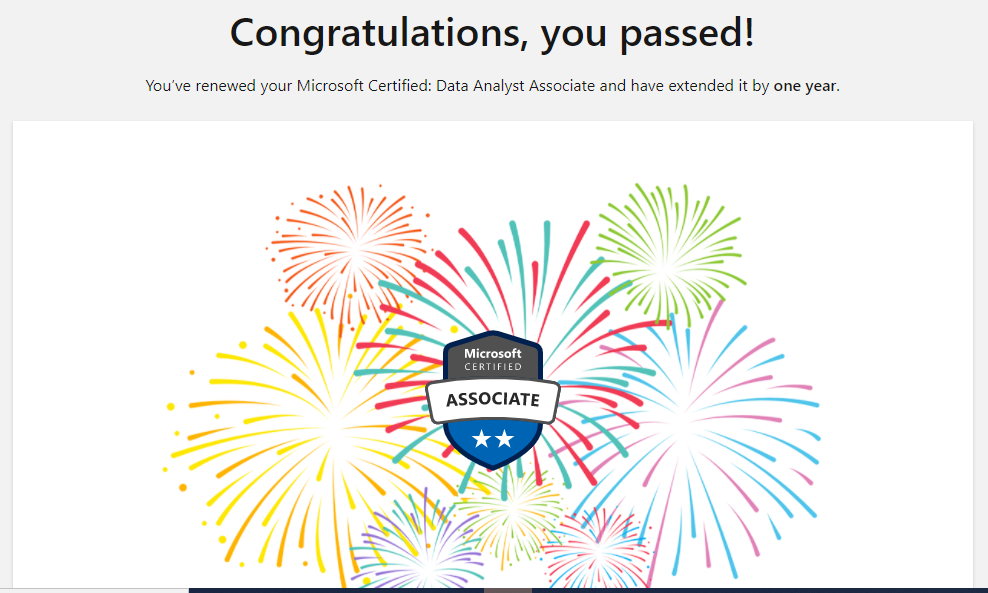 Congratulations, you passed!
You’ve renewed your Microsoft Certified: Data Analyst Associate and have extended it by one year.
Microsoft
CERTIFIED
ASSOCIATE